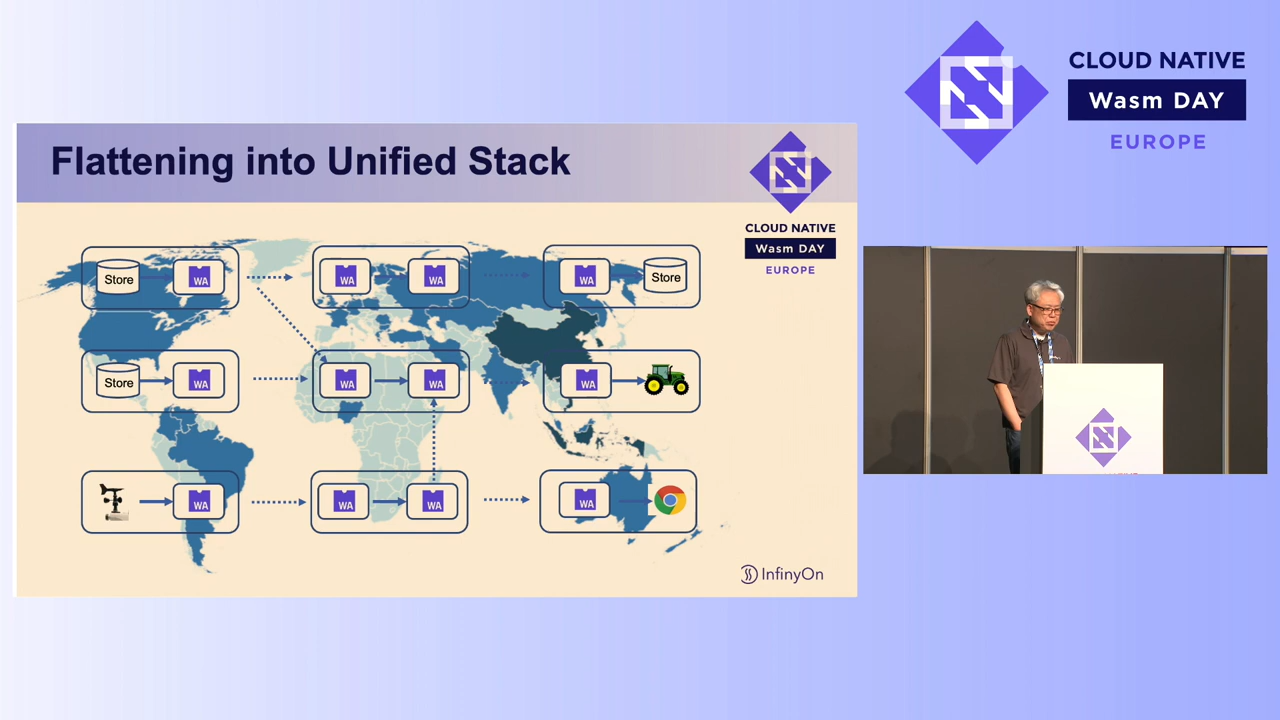 CLOUD NATIVE
Wasm DAY
EUROPE
Flattening into Unified Stack
CLOUD NATIVE
Wasm DAY
EUROPE
Store WA WA WA WA Store
Store WA WA WA WA
WA WA WA WA
InfinyOn